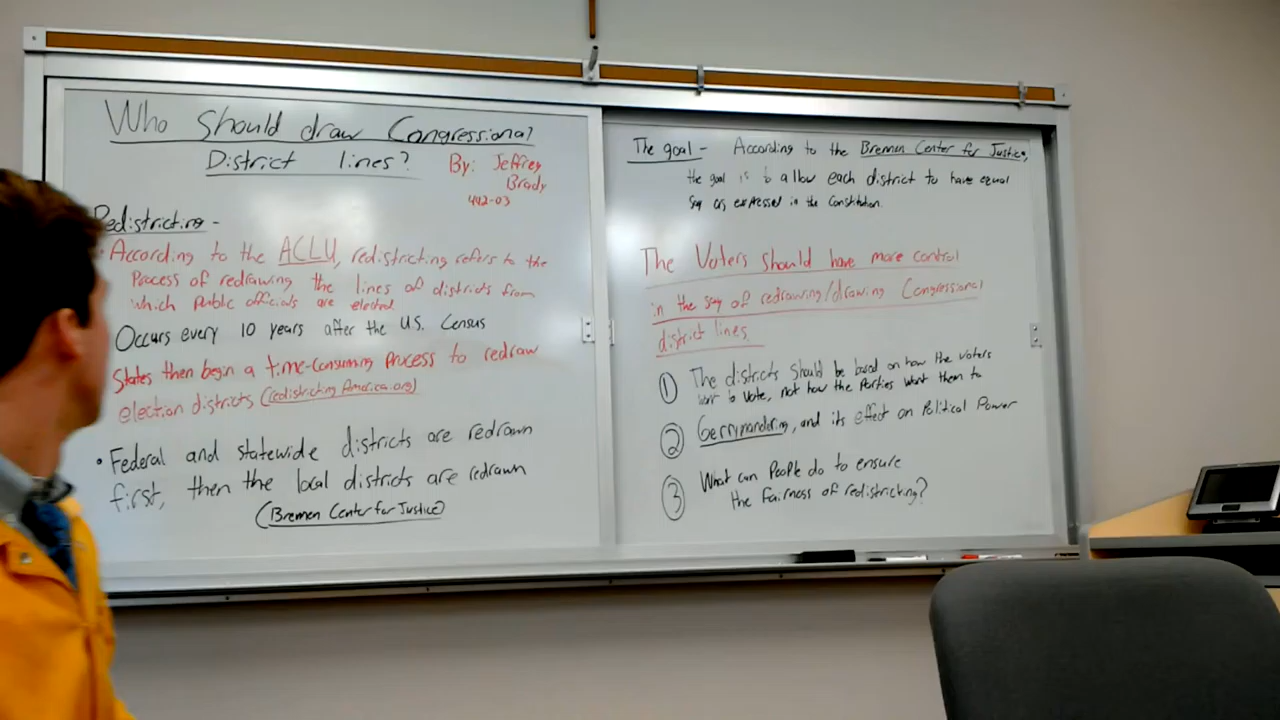 Who Should draw Congressional
District lines?
By: Jeffrey
Brady
442-03
Redistricting -
According to the ACLU, redistricting refers to the
Process of redrawing the lines of districts from
which public officials are elected.
Occurs every 10 years after the U.S. Census
States then begin a time-consuming process to redraw
election districts (redistricting America.org)
• Federal and statewide districts are redrawn
first, then the local districts are redrawn
(Bremen Center for Justice)
The goal - According to the Bremen Center for Justice,
the goal is to allow each district to have equal
Say as expressed in the Constitution.
The Voters Should have more control
in the say of redrawing/drawing Congressional
district lines.
① The districts should be based on how the voters
want to vote, not how the Parties want them to
② Gerrymandering, and its effect on Political Power
③ What can People do to ensure
the fairness of redistricting?